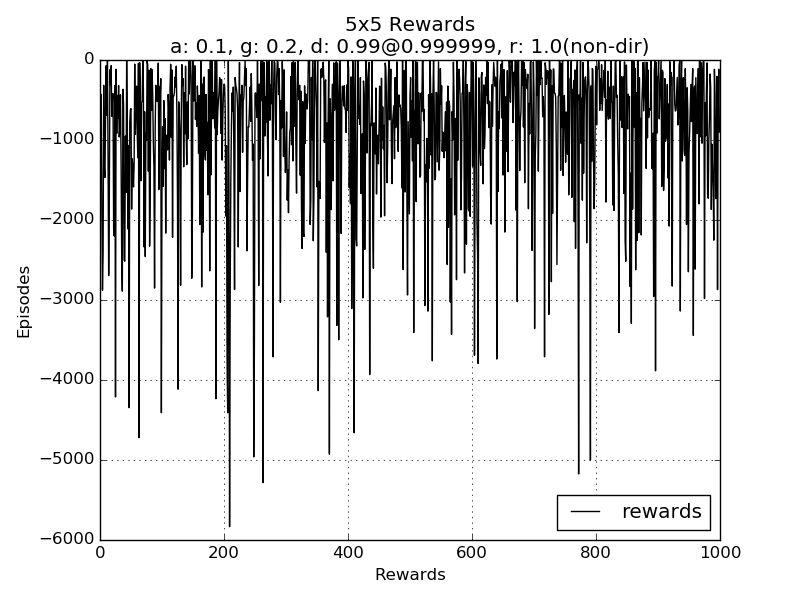 5x5 Rewards
a: 0.1, g: 0.2, d: 0.99@0.999999, r: 1.0(non-dir)
0
−1000
−2000
−3000
−4000
−5000
−6000
Episodes
rewards
0 200 400 600 800 1000
Rewards